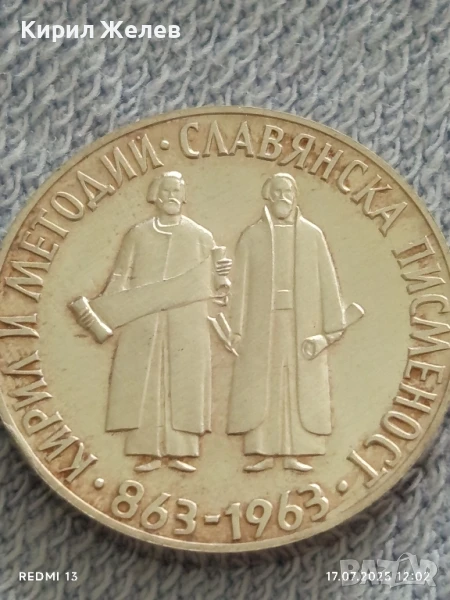 Кирил Желев
КИРИЛ И МЕТОДИЙ · СЛАВЯНСКА ПИСМЕНОСТ ·
863-1963 ·
REDMI 13
17.07.2025 12:02